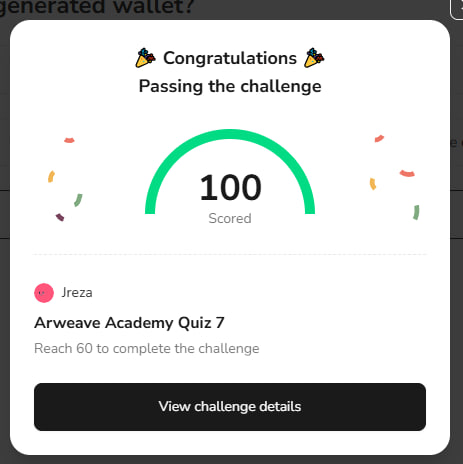 generated wallet?
🎉 Congratulations 🎉
Passing the challenge
100
Scored
Jreza
Arweave Academy Quiz 7
Reach 60 to complete the challenge
View challenge details